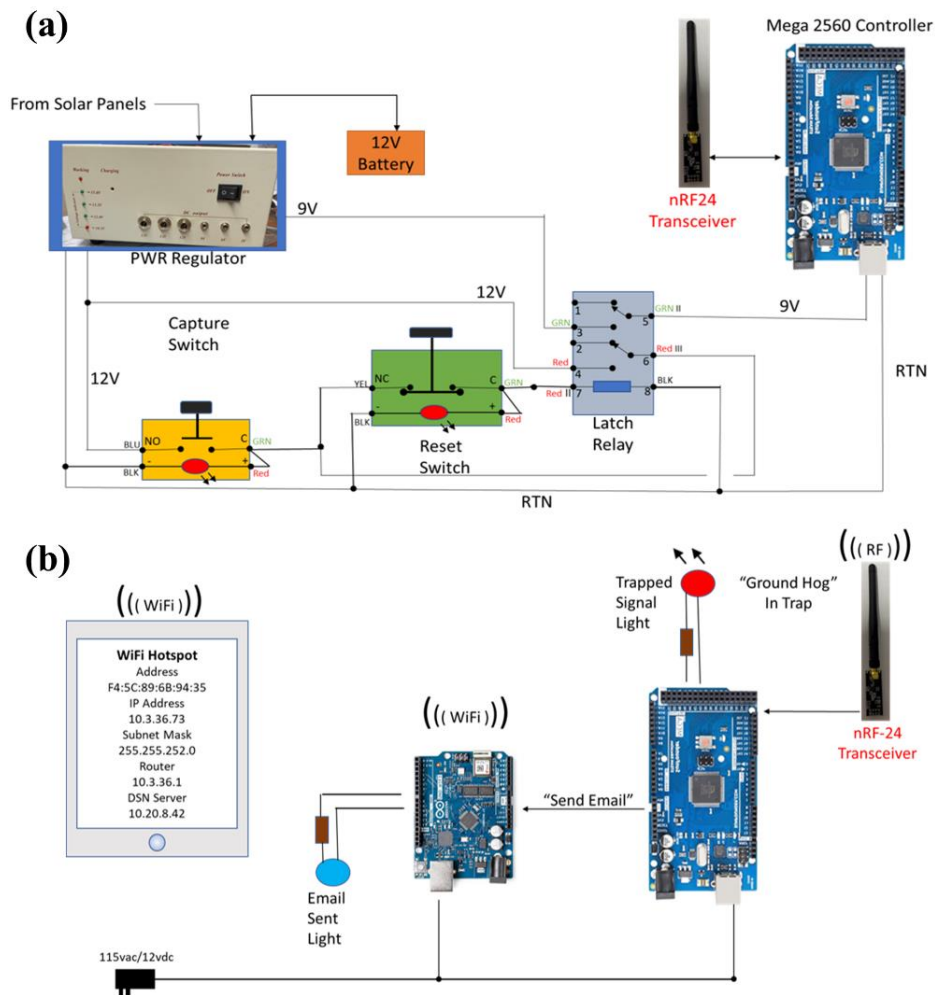 (a)
Mega 2560 Controller
From Solar Panels
12V
Battery
Power Switch
DC output
9V
PWR Regulator
nRF24
Transceiver
12V
Capture
Switch
12V
NO
BLU
C
GRN
-
+
BLK
Red
NC
YEL
C
GRN
-
+
BLK
Red
Reset
Switch
1
GRN
3
2
Red
4
Red II
7
5
GRN II
6
Red III
8
BLK
Latch
Relay
9V
RTN
RTN
(b)
(((WiFi)))
WiFi Hotspot
Address
F4:5C:89:6B:94:35
IP Address
10.3.36.73
Subnet Mask
255.255.252.0
Router
10.3.36.1
DSN Server
10.20.8.42
Trapped
Signal
Light
"Ground Hog"
In Trap
((RF))
nRF-24
Transceiver
(((WiFi)))
"Send Email"
Email
Sent
Light
115vac/12vdc